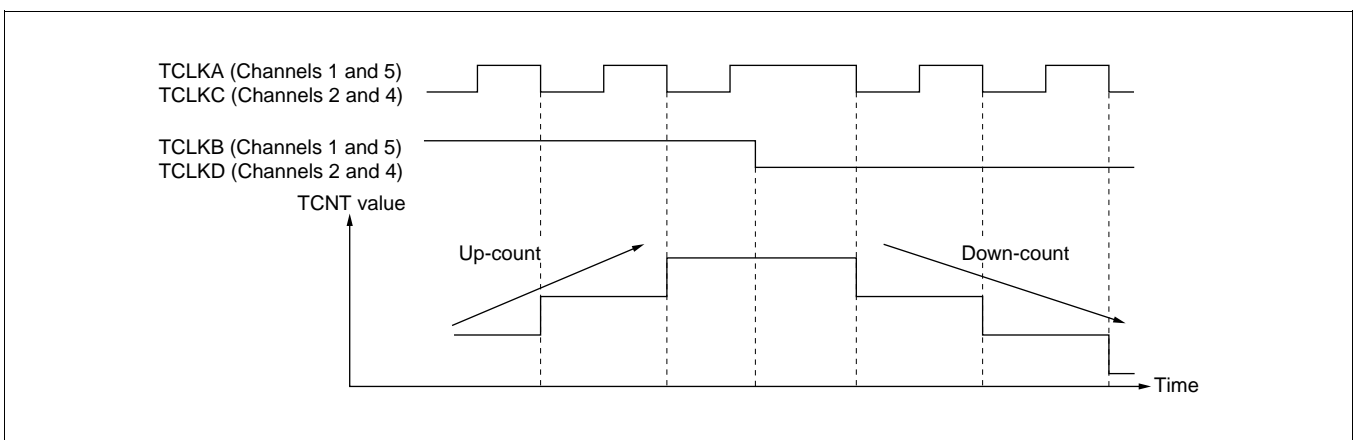 TCLKA (Channels 1 and 5)
TCLKC (Channels 2 and 4)
TCLKB (Channels 1 and 5)
TCLKD (Channels 2 and 4)
TCNT value
Up-count
Down-count
Time